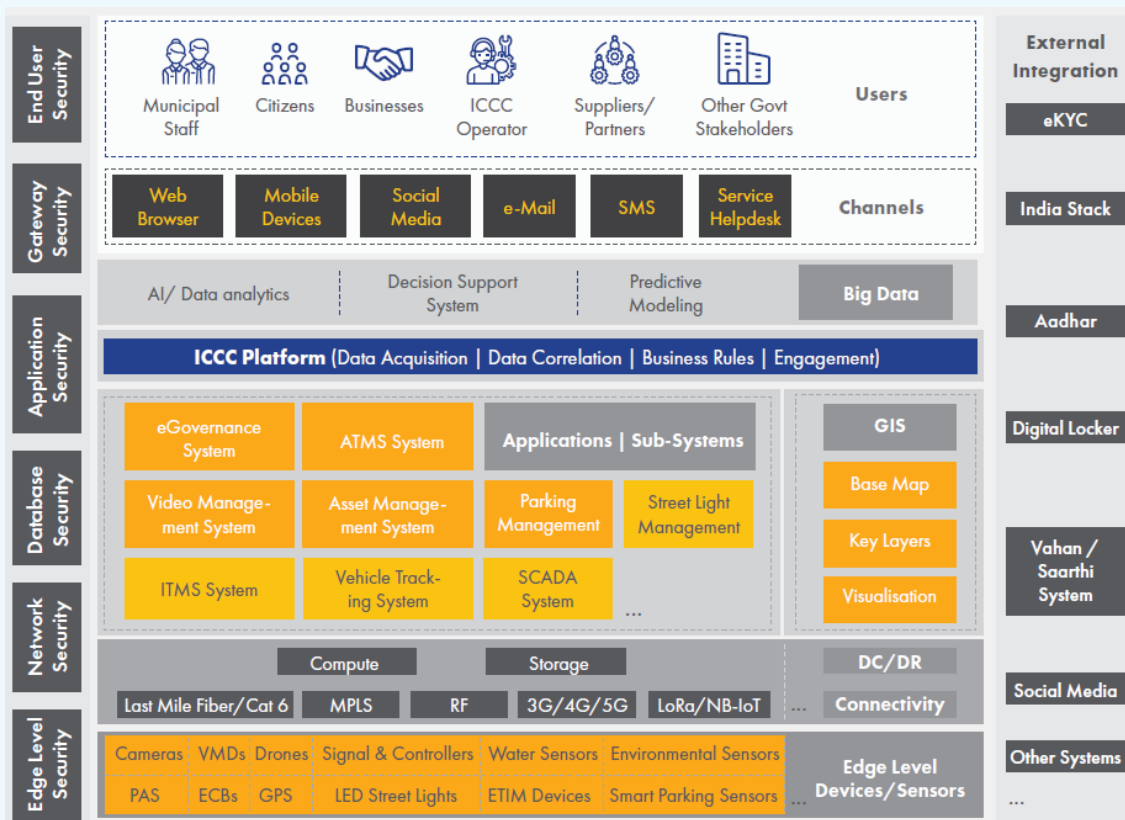 End User
Security
Gateway
Security
Application
Security
Database
Security
Network
Security
Edge Level
Security
Municipal
Staff
Citizens
Businesses
ICCC
Operator
Suppliers/
Partners
Other Govt
Stakeholders
Users
Web
Browser
Mobile
Devices
Social
Media
e-Mail
SMS
Service
Helpdesk
Channels
AI/ Data analytics
Decision Support
System
Predictive
Modeling
Big Data
ICCC Platform (Data Acquisition | Data Correlation | Business Rules | Engagement)
eGovernance
System
ATMS System
Applications | Sub-Systems
Video Manage-
ment System
Asset Manage-
ment System
Parking
Management
Street Light
Management
ITMS System
Vehicle Track-
ing System
SCADA
System
...
GIS
Base Map
Key Layers
Visualisation
Compute
Storage
DC/DR
Last Mile Fiber/Cat 6
MPLS
RF
3G/4G/5G
LoRa/NB-IoT
...
Connectivity
Cameras
VMDs
Drones
Signal & Controllers
Water Sensors
Environmental Sensors
PAS
ECBs
GPS
LED Street Lights
ETIM Devices
Smart Parking Sensors
...
Edge Level
Devices/Sensors
External
Integration
eKYC
India Stack
Aadhar
Digital Locker
Vahan /
Saarthi
System
Social Media
Other Systems
...